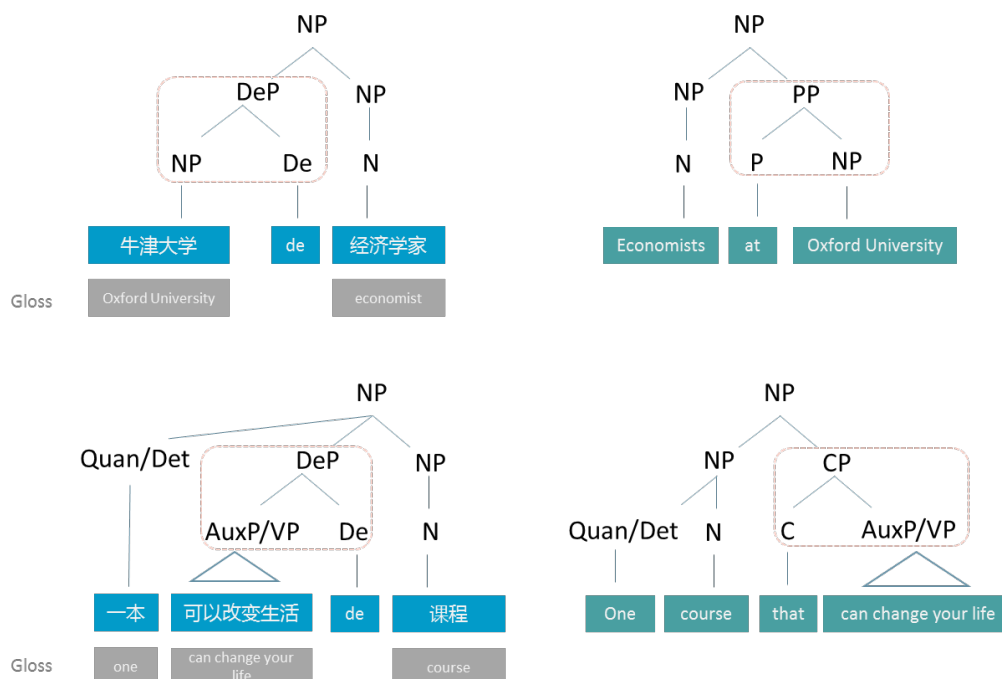 NP
DeP NP
NP De N
牛津大学 de 经济学家
Gloss Oxford University economist
NP
NP PP
N P NP
Economists at Oxford University
NP
Quan/Det DeP NP
AuxP/VP De N
一本 可以改变生活 de 课程
Gloss one can change your life course
NP
NP CP
Quan/Det N C AuxP/VP
One course that can change your life